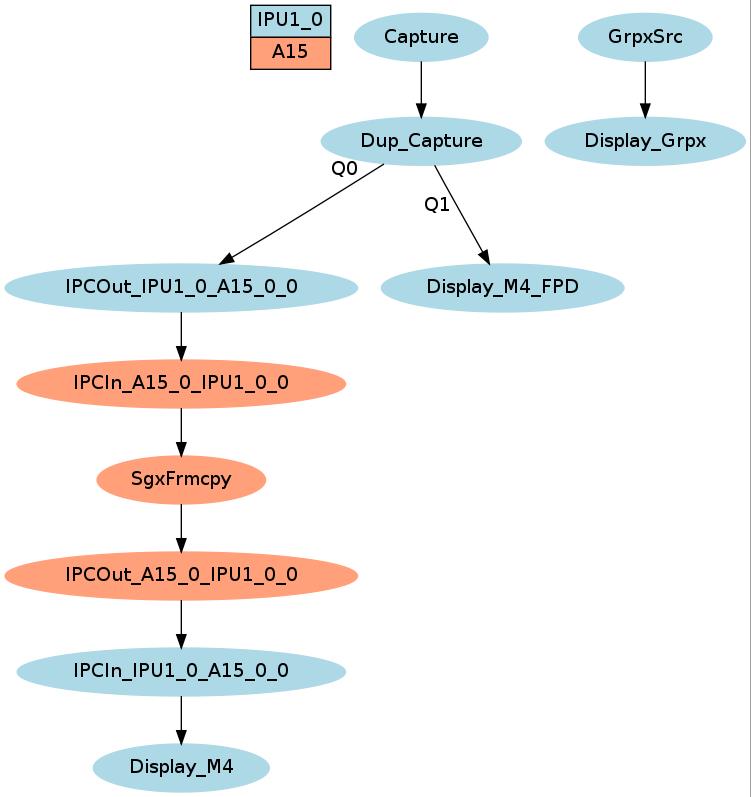 IPU1_0
A15
Capture
GrpxSrc
Dup_Capture
Display_Grpx
Q0
Q1
IPCOut_IPU1_0_A15_0_0
Display_M4_FPD
IPCIn_A15_0_IPU1_0_0
SgxFrmcpy
IPCOut_A15_0_IPU1_0_0
IPCIn_IPU1_0_A15_0_0
Display_M4